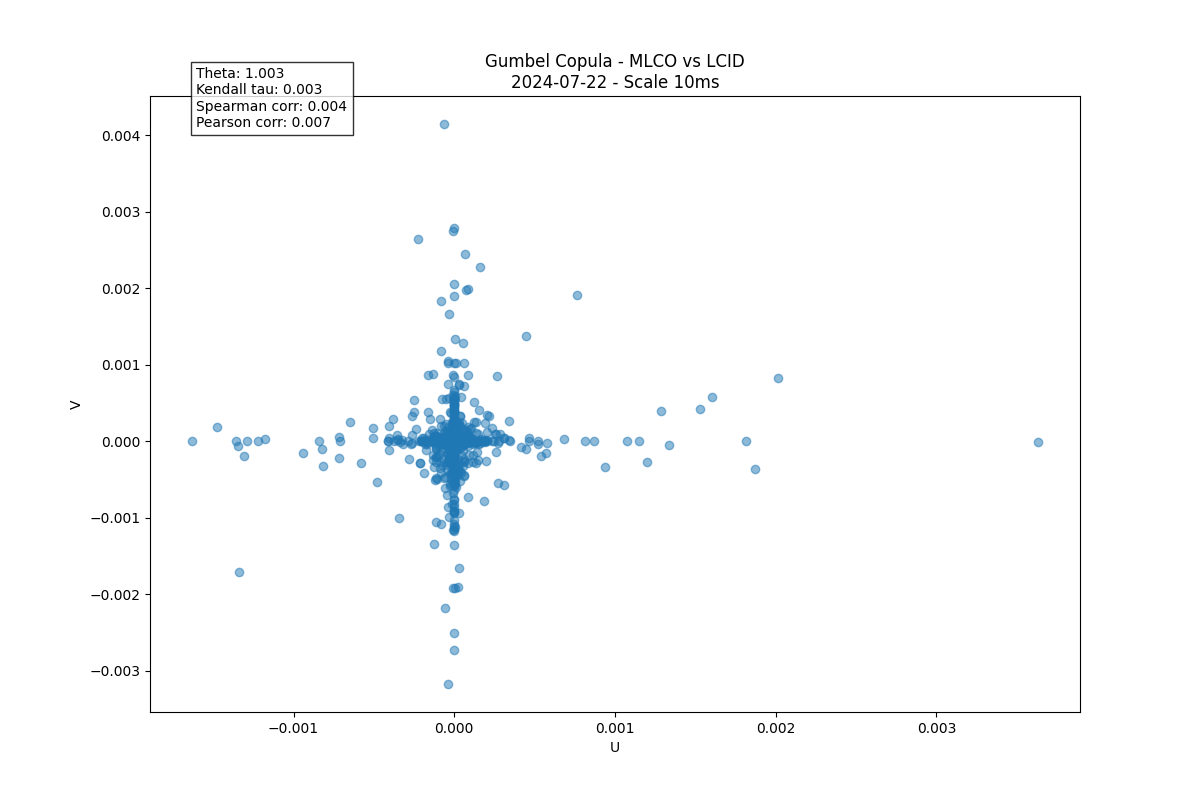 Gumbel Copula - MLCO vs LCID
2024-07-22 - Scale 10ms
Theta: 1.003
Kendall tau: 0.003
Spearman corr: 0.004
Pearson corr: 0.007
0.004
0.003
0.002
0.001
0.000
−0.001
−0.002
−0.003
V
−0.001
0.000
0.001
0.002
0.003
U